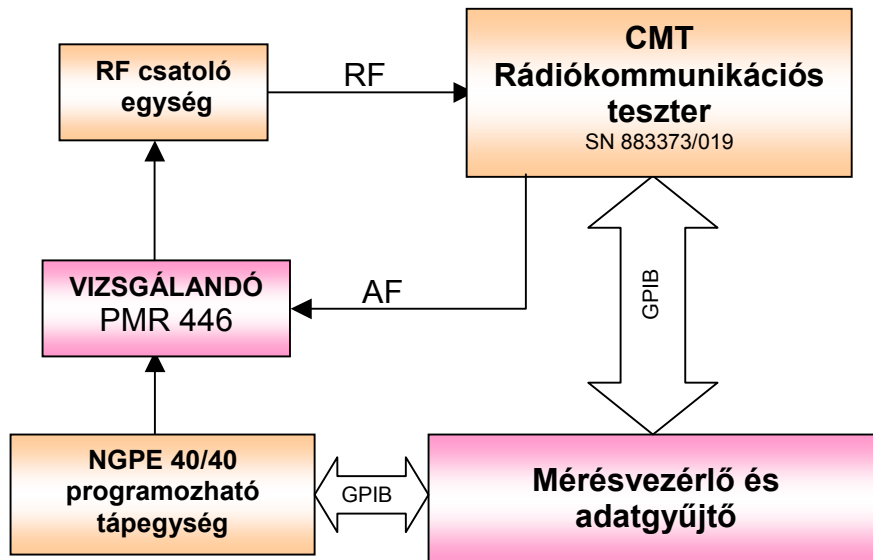 CMT
Rádiókommunikációs
teszter
SN 883373/019
RF csatoló
egység
RF
VIZSGÁLANDÓ
PMR 446
AF
GPIB
NGPE 40/40
programozható
tápegység
GPIB
Mérésvezérlő és
adatgyűjtő